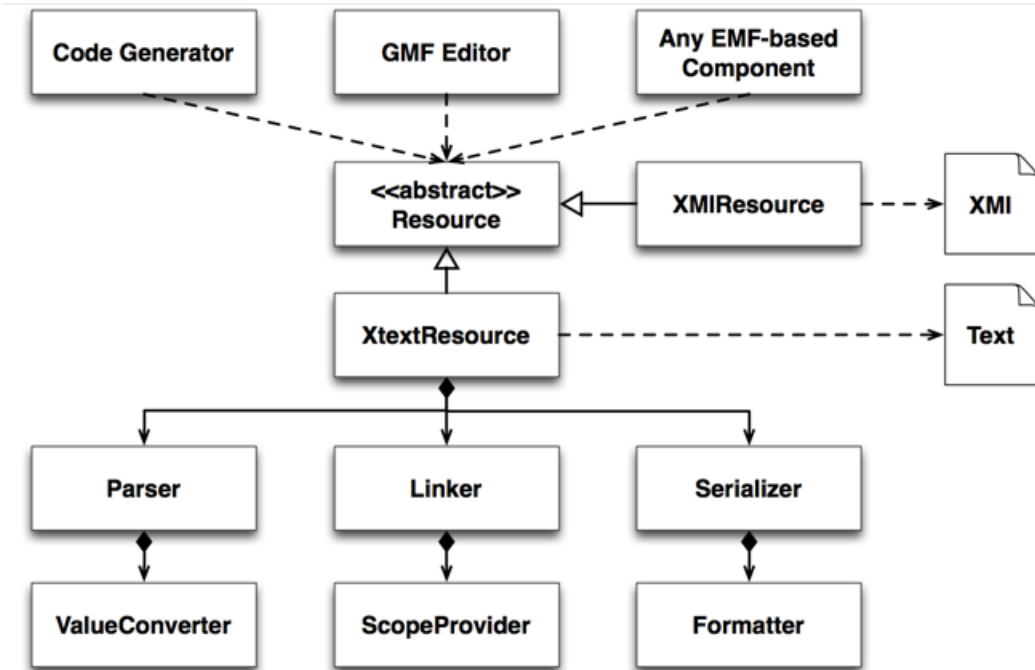 Code Generator
GMF Editor
Any EMF-based
Component
<<abstract>>
Resource
XMIResource
XMI
XtextResource
Text
Parser
Linker
Serializer
ValueConverter
ScopeProvider
Formatter